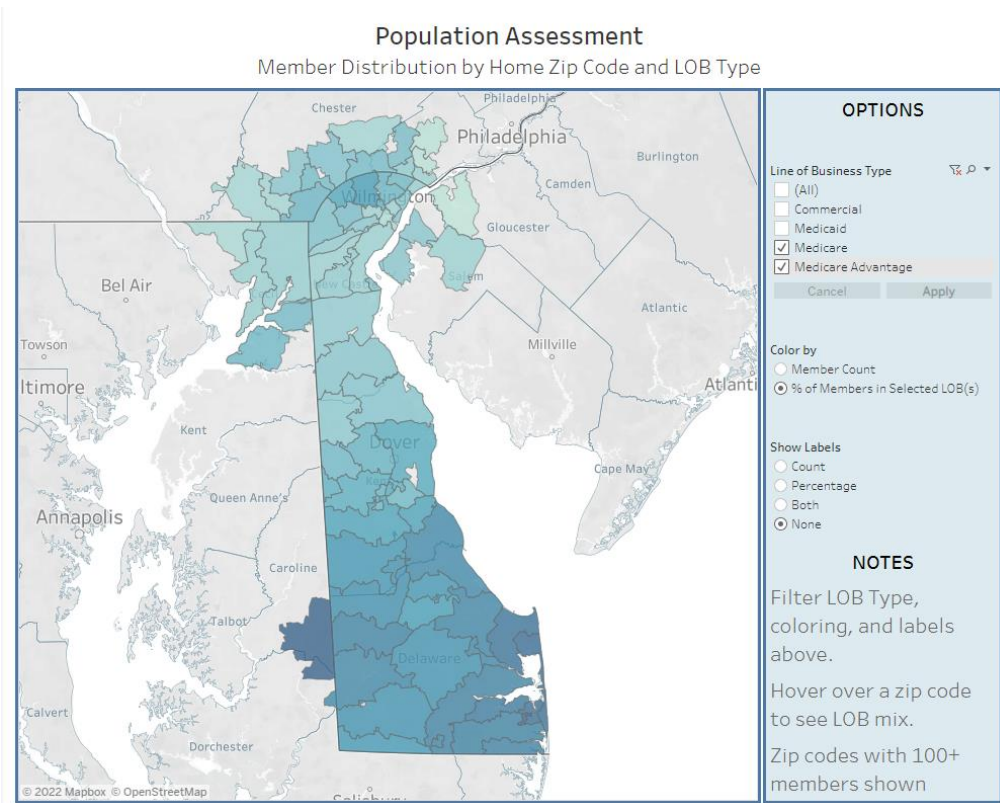 Population Assessment
Member Distribution by Home Zip Code and LOB Type
Philadelphia
Chester
Philadelphia
Burlington
Camden
Wilmington
Gloucester
Salem
New Castle
Bel Air
Atlantic
Towson
Millville
ltimore
Atlanti
Kent
Dover
Cape May
Queen Anne's
Annapolis
Caroline
Talbot
Delaware
Calvert
Dorchester
© 2022 Mapbox © OpenStreetMap
Salisbury
OPTIONS
Line of Business Type
(All)
Commercial
Medicaid
Medicare
Medicare Advantage
Cancel Apply
Color by
Member Count
% of Members in Selected LOB(s)
Show Labels
Count
Percentage
Both
None
NOTES
Filter LOB Type,
coloring, and labels
above.
Hover over a zip code
to see LOB mix.
Zip codes with 100+
members shown